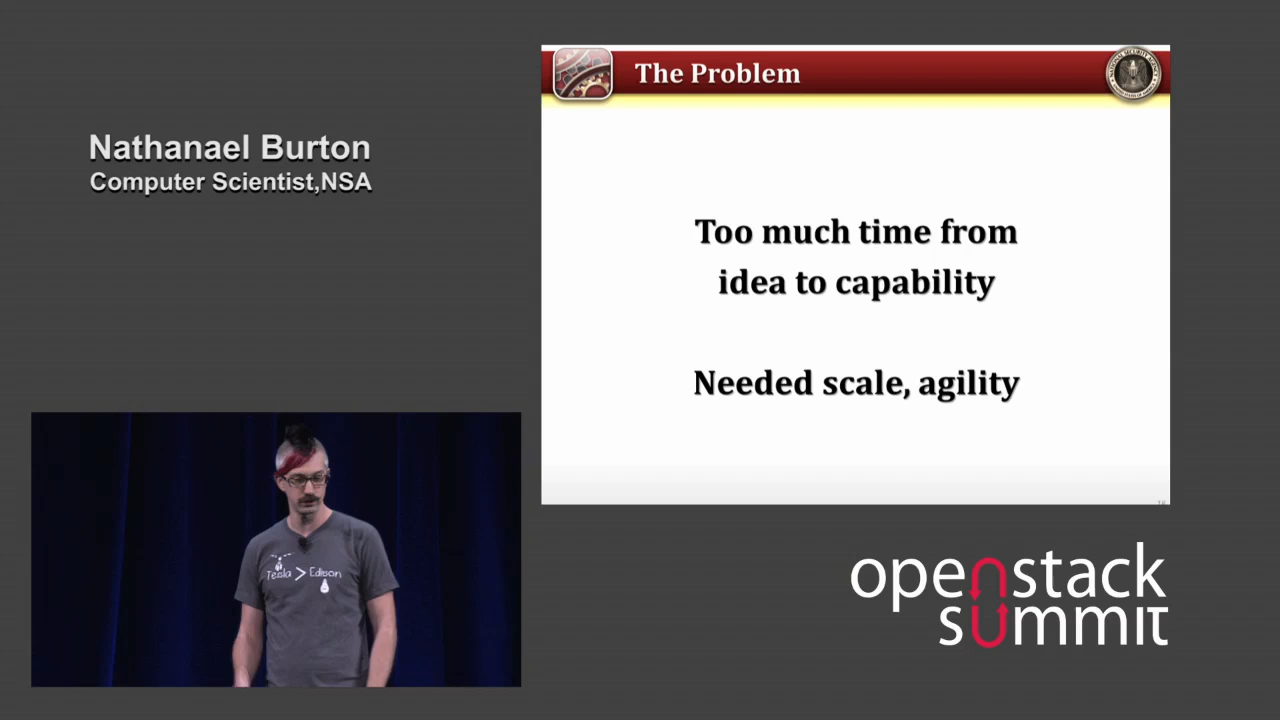 Nathanael Burton
Computer Scientist,NSA
The Problem
Too much time from
idea to capability
Needed scale, agility
Tesla > Edison
openstack
summit